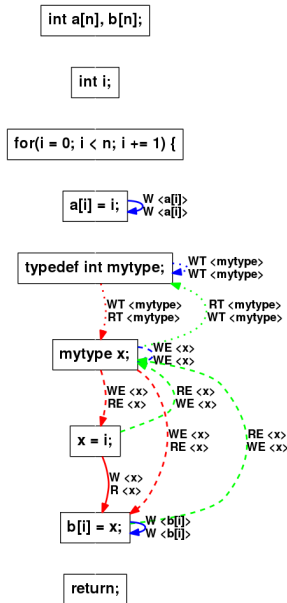 int a[n], b[n];
int i;
for(i = 0; i < n; i += 1) {
a[i] = i;
W <a[i]>
W <a[i]>
typedef int mytype;
WT <mytype>
WT <mytype>
WT <mytype>
RT <mytype>
RT <mytype>
WT <mytype>
mytype x;
WE <x>
WE <x>
WE <x>
RE <x>
RE <x>
WE <x>
x = i;
WE <x>
RE <x>
RE <x>
WE <x>
W <x>
R <x>
b[i] = x;
W <b[i]>
W <b[i]>
return;